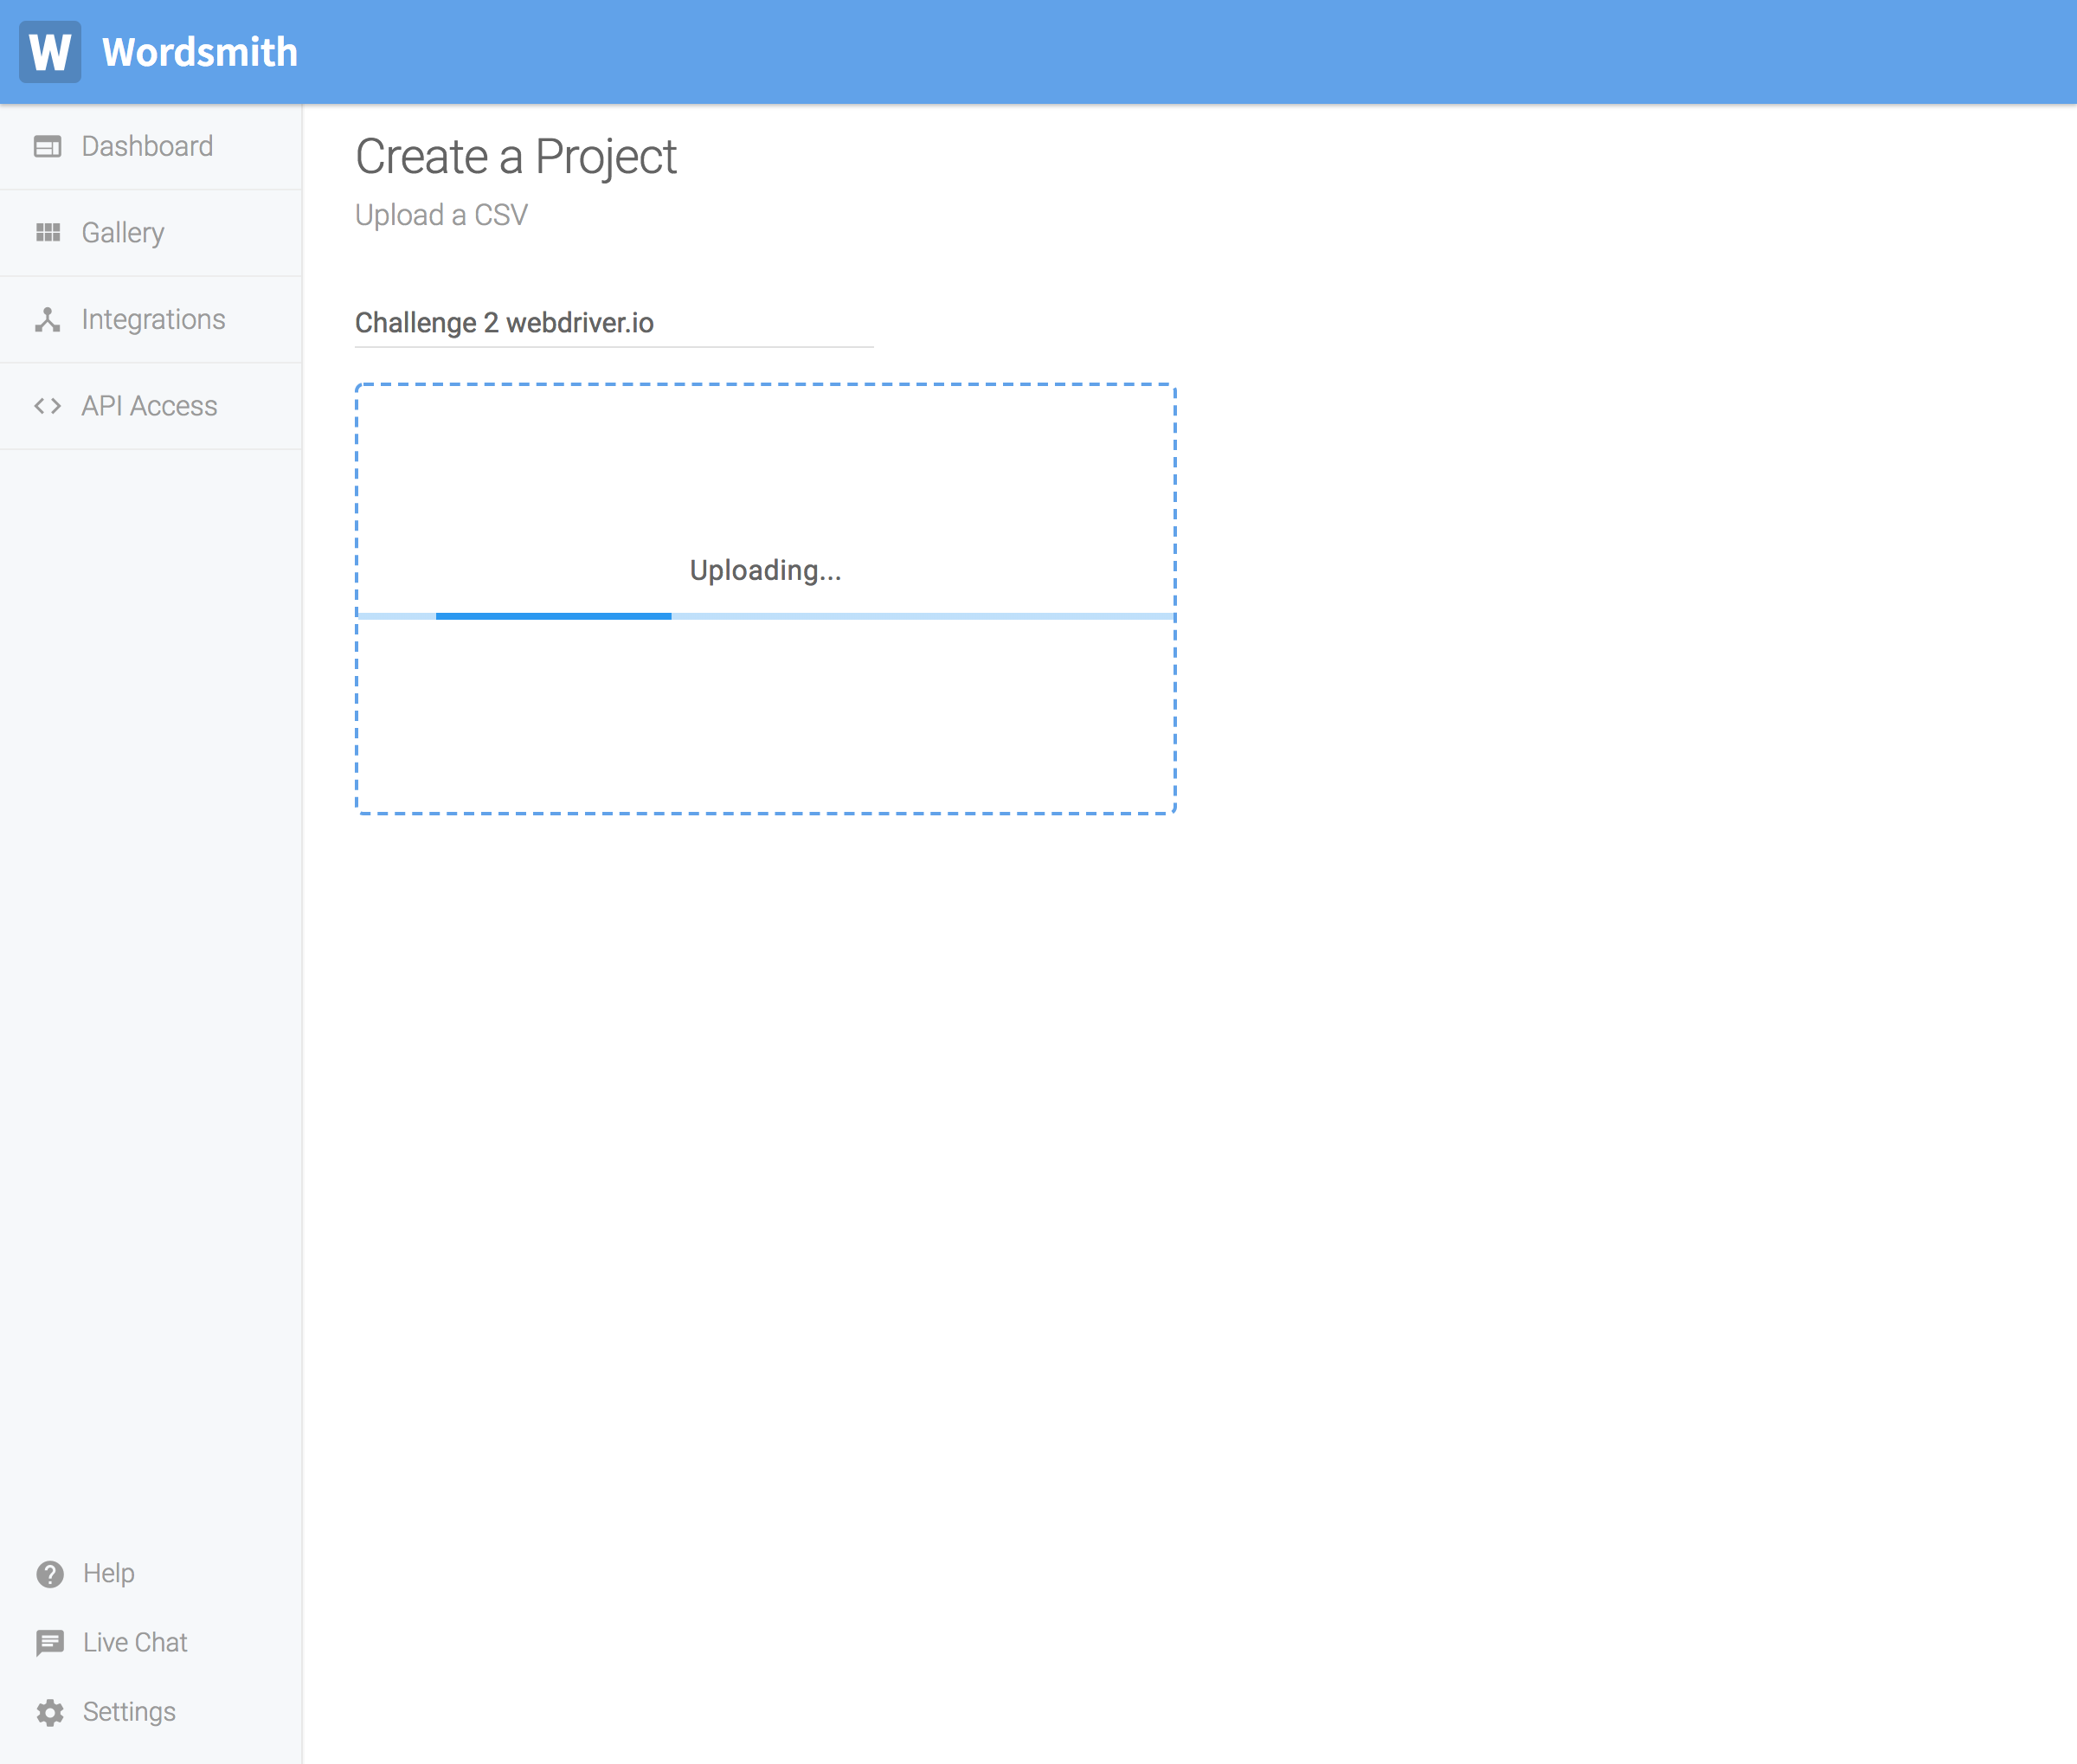 W Wordsmith
Dashboard
Gallery
Integrations
API Access
Help
Live Chat
Settings
Create a Project
Upload a CSV
Challenge 2 webdriver.io
Uploading...